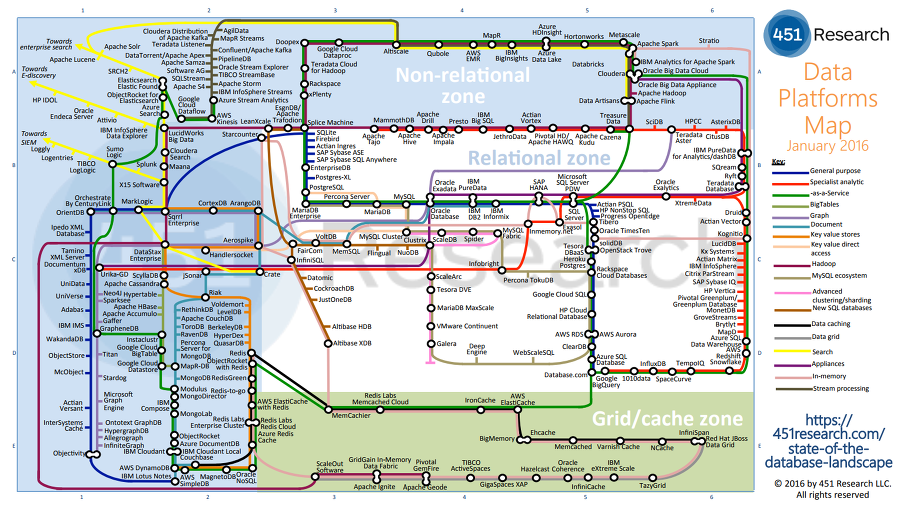 451 Research
Data
Platforms
Map
January 2016
Key:
General purpose
Specialist analytic
-as-a-Service
BigTables
Graph
Document
Key value stores
Key value direct
access
Hadoop
MySQL ecosystem
Advanced
clustering/sharding
New SQL databases
Data caching
Data grid
Search
Appliances
In-memory
Stream processing
https://
451research.com/
state-of-the-
database-landscape
© 2016 by 451 Research LLC.
All rights reserved
1
2
3
4
5
6
A
B
C
D
E
Non-relational
zone
Relational zone
Grid/cache zone
Towards
enterprise search
Towards
E-discovery
Towards
SIEM
Apache Solr
Apache Lucene
Cloudera Distribution
of Apache Kafka
Teradata Listener
DataTorrent/Apache Apex
Apache Samza
Software AG
SQLStream
Apache S4
AgilData
MapR Streams
Confluent/Apache Kafka
PipelineDB
Oracle Stream Explorer
TIBCO StreamBase
Apache Storm
IBM InfoSphere Streams
Azure Stream Analytics
SRCH2
Elasticsearch
Elastic Found
ObjectRocket for
Elasticsearch
Azure
Search
Google
Cloud
Dataflow
AWS
Kinesis
HP IDOL
Oracle
Endeca Server
Attivio
IBM InfoSphere
Data Explorer
Loggly
Logentries
Sumo
Logic
TIBCO
LogLogic
Splunk
LucidWorks
Big Data
Cloudera
Search
Maana
X15 Software
LeanXcale
Starcounter
EsgnDB/
Apache
Trafodion
Doopex
Google Cloud
Dataproc
Teradata Cloud
for Hadoop
Rackspace
xPlenty
Altiscale
Qubole
AWS
EMR
MapR
IBM
BigInsights
Azure
HDInsight
Azure
Data Lake
Hortonworks
Databricks
Metascale
Apache Spark
Stratio
Cloudera
IBM Analytics for Apache Spark
Oracle Big Data Cloud
Oracle Big Data Appliance
Apache Hadoop
Apache Flink
Data Artisans
Treasure
Data
Splice Machine
Apache
Tajo
MammothDB
Apache
Hive
Apache
Drill
Apache
Impala
Presto
IBM
Big SQL
JethroData
Actian
Vortex
Pivotal HD/
Apache HAWQ
Apache
Kudu
Cazena
SciDB
HPCC
AsterixDB
Teradata
Aster
CitusDB
IBM PureData
for Analytics/dashDB
SQream
Ryft
Teradata
Database
Oracle
Exalytics
XtremeData
Druid
Actian Vector
Kognitio
LucidDB
Kx Systems
Actian Matrix
IBM InfoSphere
Citrix ParStream
SAP Sybase IQ
HP Vertica
Pivotal Greenplum/
Greenplum Database
MonetDB
GroveStreams
Brytlyt
MapD
Azure SQL
Data Warehouse
AWS
Redshift
Snowflake
SQLite
Firebird
Actian Ingres
SAP Sybase ASE
SAP Sybase SQL Anywhere
EnterpriseDB
Postgres-XL
PostgreSQL
Percona Server
MySQL
MariaDB
Enterprise
MariaDB
Oracle
Exadata
IBM
PureData
SAP
HANA
Microsoft
SQL Server
PDW
Oracle
Database
IBM
DB2
IBM
Informix
SQL
Server
Exasol
Inmemory.net
Actian PSQL
HP NonStop SQL
Progress OpenEdge
Tibero
Oracle TimesTen
solidDB
OpenStack Trove
Tesora
DBaaS
Heroku
Postgres
Rackspace
Cloud Databases
Google Cloud SQL
HP Cloud
Relational Database
AWS RDS
AWS Aurora
ClearDB
Azure SQL
Database
Database.com
Google
BigQuery
1010data
InfluxDB
SpaceCurve
TempoIQ
Orchestrate
By CenturyLink
OrientDB
MarkLogic
CortexDB
ArangoDB
Ipedo XML
Database
Sqrrl
Enterprise
Aerospike
DataStax
Enterprise
Handlersocket
Tamino
XML Server
Documentum
xDB
Urika-GD
ScyllaDB
Apache Cassandra
jSonar
Crate
FairCom
InfiniSQL
VoltDB
MemSQL
MySQL Cluster
Flingual
Clustrix
NuoDB
ScaleDB
Spider
MySQL
Fabric
Infobright
Percona TokuDB
UniData
UniVerse
Adabas
IBM IMS
WakandaDB
ObjectStore
McObject
Actian
Versant
InterSystems
Caché
Objectivity
Neo4J
Sparksee
Gaffer
GrapheneDB
Hypertable
Apache HBase
Apache Accumulo
Instaclustr
Google Cloud
BigTable
Google Cloud
Datastore
Titan
Stardog
Microsoft
Graph
Engine
Ontotext GraphDB
HypergraphDB
Allegrograph
InfiniteGraph
Riak
RethinkDB
Apache CouchDB
ToroDB
RavenDB
Percona
Server for
MongoDB
MapR-DB
MongoDB
Voldemort
LevelDB
BerkeleyDB
HyperDex
QuasarDB
Redis
ObjectRocket
with Redis
RedisGreen
Redis-to-go
Modulus
MongoDirector
IBM
Compose
MongoLab
ObjectRocket
Azure DocumentDB
IBM Cloudant
IBM Cloudant Local
Couchbase
Redis Labs
Enterprise Cluster
AWS ElastiCache
with Redis
Redis Labs
Redis Cloud
Azure Redis
Cache
AWS DynamoDB
IBM Lotus Notes
AWS
SimpleDB
MagnetoDB
Oracle
NoSQL
Datomic
CockroachDB
JustOneDB
Altibase HDB
Altibase XDB
ScaleArc
Tesora DVE
MariaDB MaxScale
VMware Continuent
Galera
Deep
Engine
WebScaleSQL
MemCachier
Redis Labs
Memcached Cloud
IronCache
AWS
ElastiCache
BigMemory
Ehcache
Memcached
Varnish Cache
NCache
InfiniSpan
Red Hat JBoss
Data Grid
ScaleOut
Software
GridGain In-Memory
Data Fabric
Apache Ignite
Pivotal
GemFire
Apache Geode
TIBCO
ActiveSpaces
GigaSpaces XAP
Hazelcast
Oracle
Coherence
InfiniCache
IBM
eXtreme Scale
TazyGrid